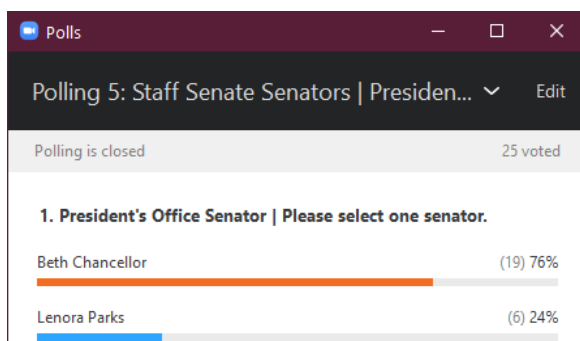 Polls
Polling 5: Staff Senate Senators | Presiden... Edit
Polling is closed 25 voted
1. President's Office Senator | Please select one senator.
Beth Chancellor (19) 76%
Lenora Parks (6) 24%